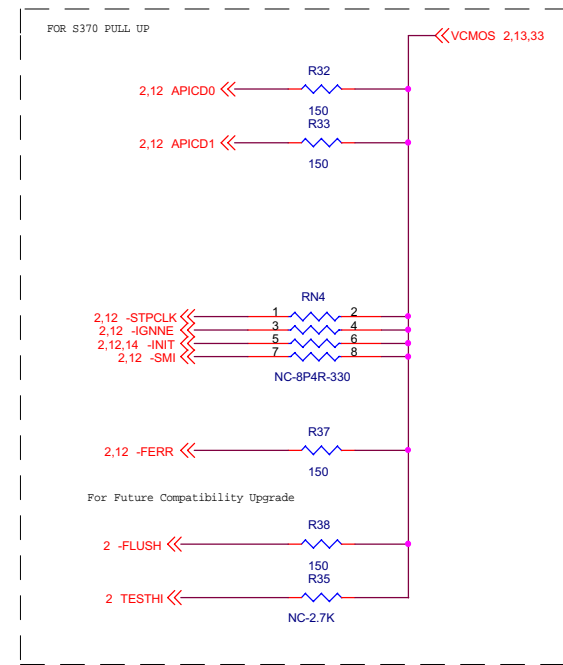 FOR S370 PULL UP
VCMOS 2,13,33
R32
2,12 APICD0
150
R33
2,12 APICD1
150
RN4
2,12 -STPCLK 1 2
2,12 -IGNNE 3 4
2,12,14 -INIT 5 6
2,12 -SMI 7 8
NC-8P4R-330
R37
2,12 -FERR
150
For Future Compatibility Upgrade
R38
2 -FLUSH
150
R35
2 TESTHI
NC-2.7K